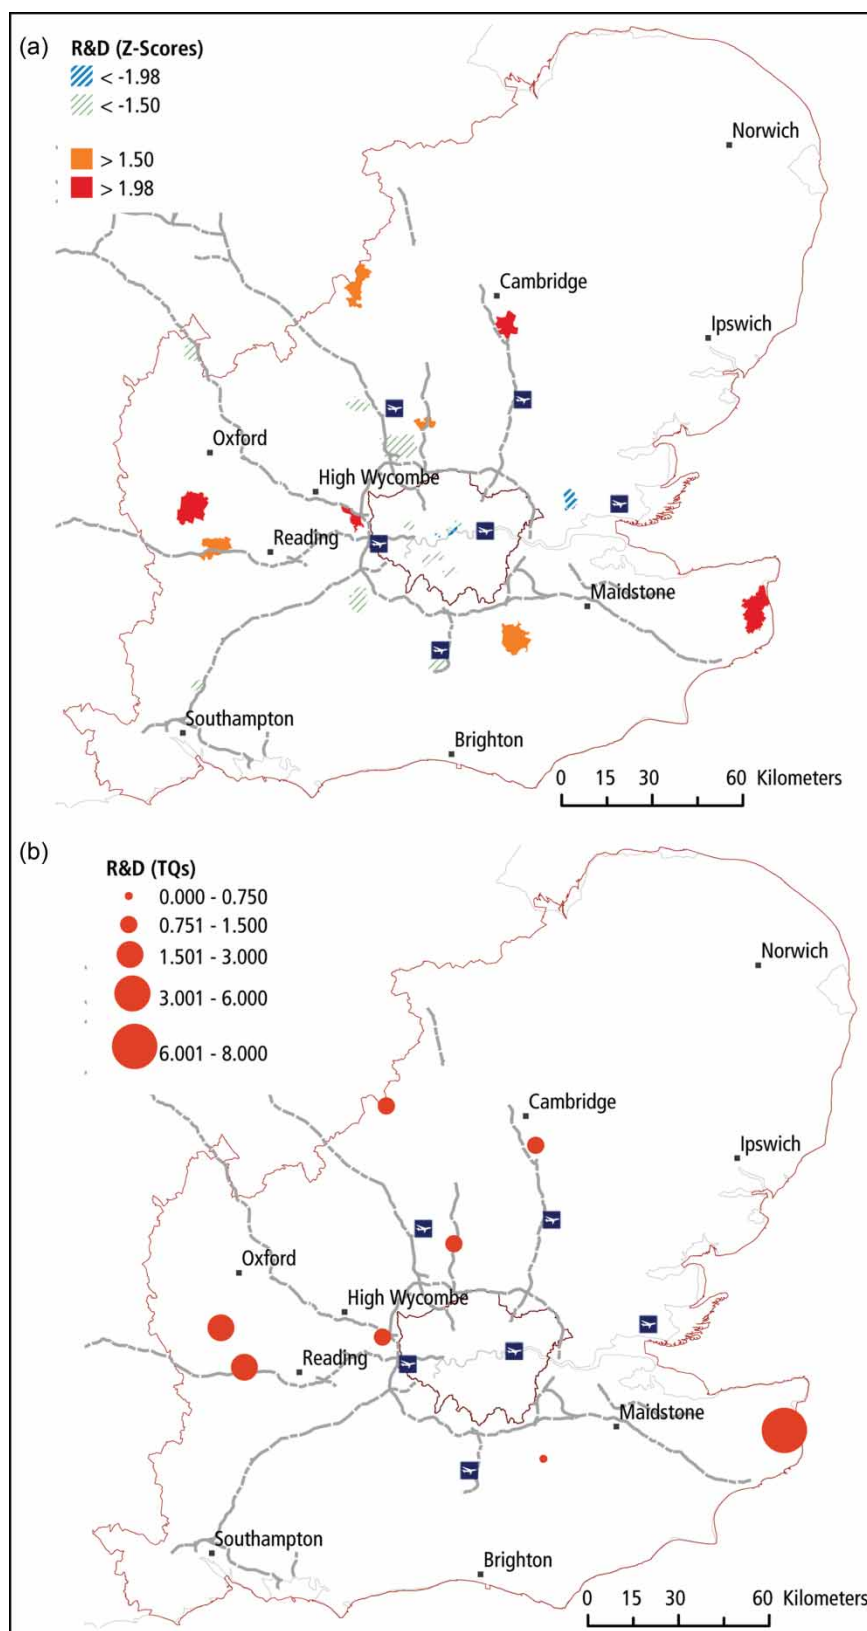 (a)
R&D (Z-Scores)
< -1.98
< -1.50
> 1.50
> 1.98
Norwich
Cambridge
Ipswich
Oxford
High Wycombe
Reading
Maidstone
Southampton
Brighton
0 15 30 60 Kilometers
(b)
R&D (TQs)
0.000 - 0.750
0.751 - 1.500
1.501 - 3.000
3.001 - 6.000
6.001 - 8.000
Norwich
Cambridge
Ipswich
Oxford
High Wycombe
Reading
Maidstone
Southampton
Brighton
0 15 30 60 Kilometers